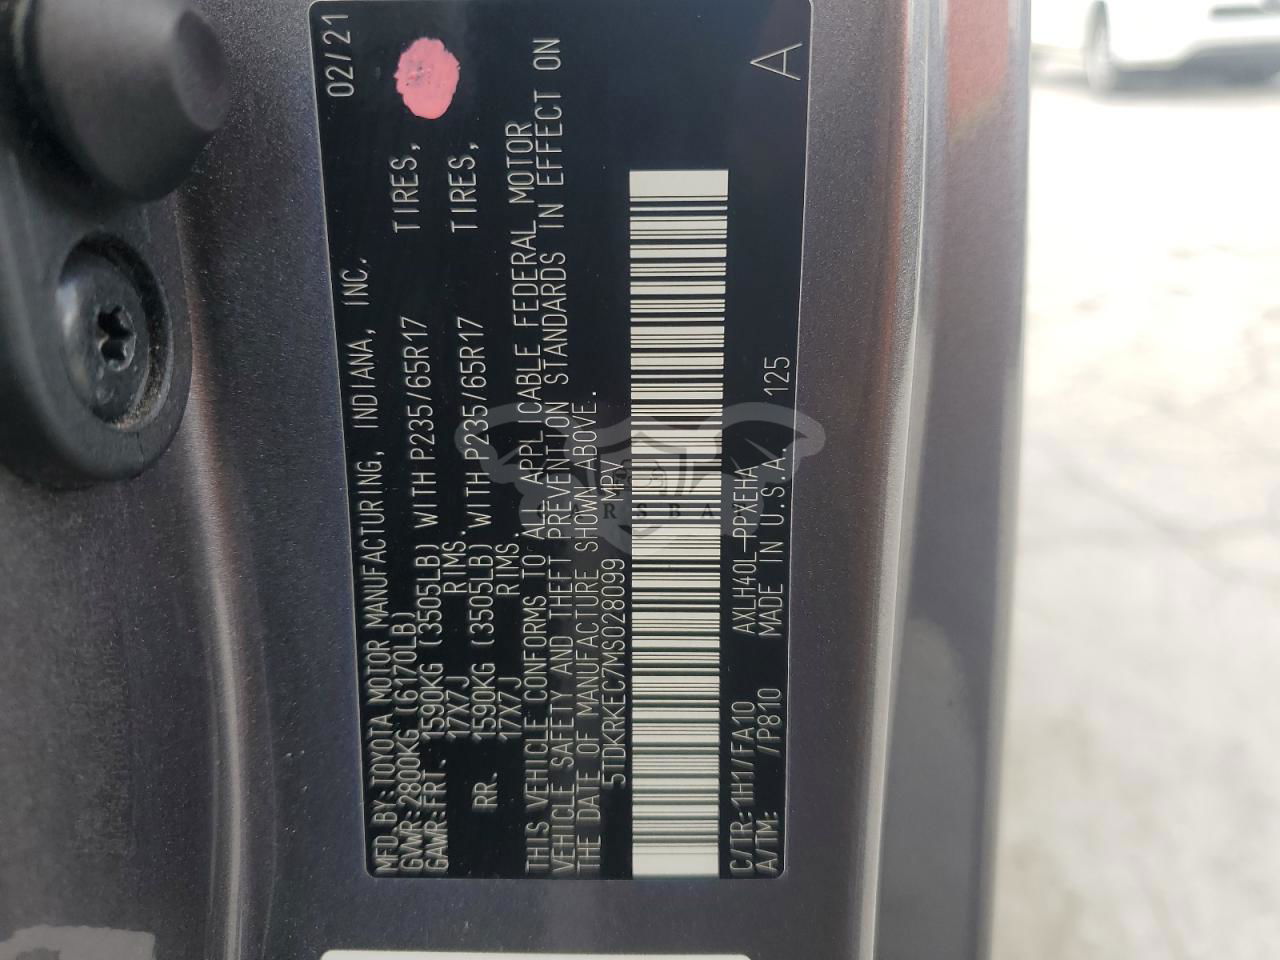 MFD.BY:TOYOTA MOTOR MANUFACTURING, INDIANA, INC. 02/21
GVWR:2800KG(6170LB)
GAWR:FRT. 1590KG (3505LB) WITH P235/65R17 TIRES,
17X7J RIMS.
RR. 1590KG (3505LB) WITH P235/65R17 TIRES,
17X7J RIMS.
THIS VEHICLE CONFORMS TO ALL APPLICABLE FEDERAL MOTOR
VEHICLE SAFETY AND THEFT PREVENTION STANDARDS IN EFFECT ON
THE DATE OF MANUFACTURE SHOWN ABOVE.
5TDKRKEC7MS028099 MPV
C/TR:1H1/FA10 AXLH40L-PPXEHA
A/TM: /P810 MADE IN U.S.A. 125
A
CARSBA